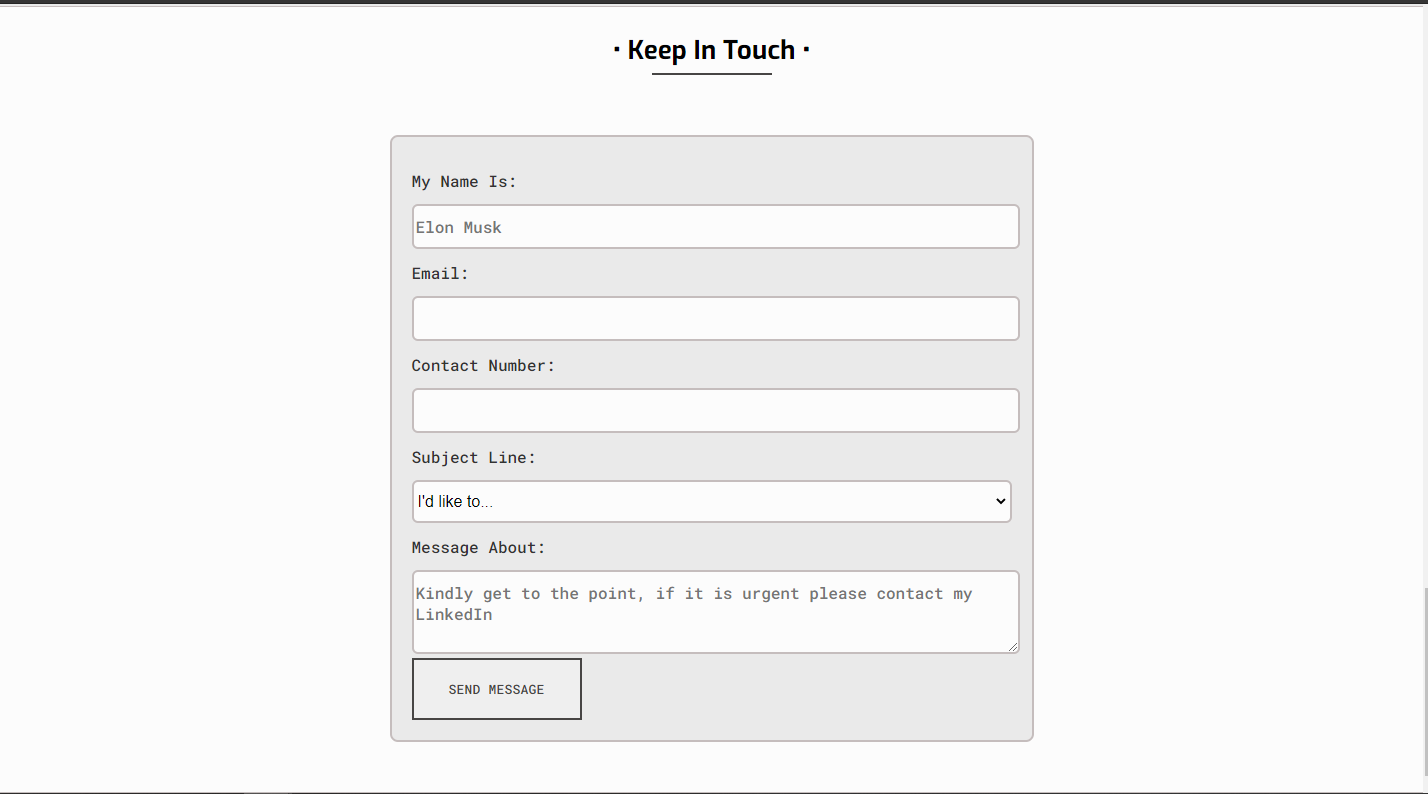 · Keep In Touch ·
My Name Is:
Elon Musk
Email:
Contact Number:
Subject Line:
I'd like to...
Message About:
Kindly get to the point, if it is urgent please contact my
LinkedIn
SEND MESSAGE